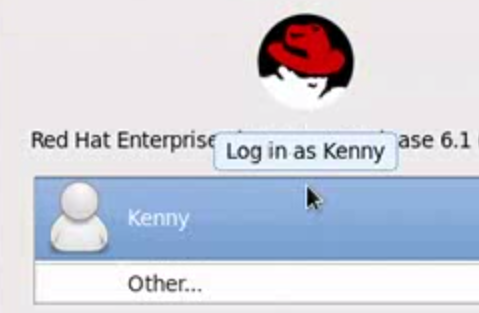 Red Hat Enterprise ase 6.1
Log in as Kenny
Kenny
Other...